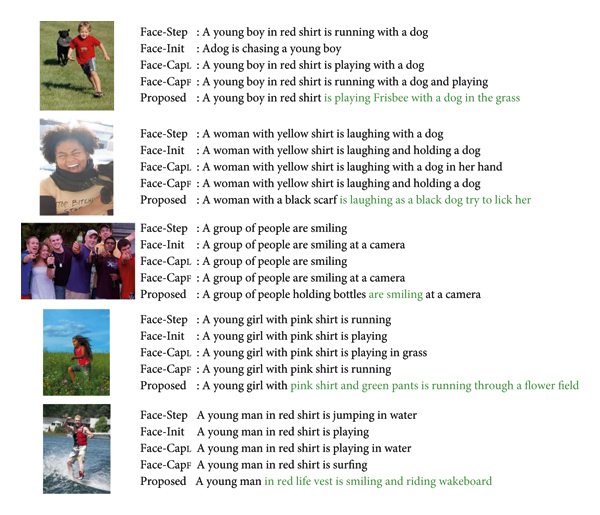 Face-Step : A young boy in red shirt is running with a dog
Face-Init : Adog is chasing a young boy
Face-CapL : A young boy in red shirt is playing with a dog
Face-CapF : A young boy in red shirt is running with a dog and playing
Proposed : A young boy in red shirt is playing Frisbee with a dog in the grass
Face-Step : A woman with yellow shirt is laughing with a dog
Face-Init : A woman with yellow shirt is laughing and holding a dog
Face-CapL : A woman with yellow shirt is laughing with a dog in her hand
Face-CapF : A woman with yellow shirt is laughing and holding a dog
Proposed : A woman with a black scarf is laughing as a black dog try to lick her
Face-Step : A group of people are smiling
Face-Init : A group of people are smiling at a camera
Face-CapL : A group of people are smiling
Face-CapF : A group of people are smiling at a camera
Proposed : A group of people holding bottles are smiling at a camera
Face-Step : A young girl with pink shirt is running
Face-Init : A young girl with pink shirt is playing
Face-CapL : A young girl with pink shirt is playing in grass
Face-CapF : A young girl with pink shirt is running
Proposed : A young girl with pink shirt and green pants is running through a flower field
Face-Step A young man in red shirt is jumping in water
Face-Init A young man in red shirt is playing
Face-CapL A young man in red shirt is playing in water
Face-CapF A young man in red shirt is surfing
Proposed A young man in red life vest is smiling and riding wakeboard